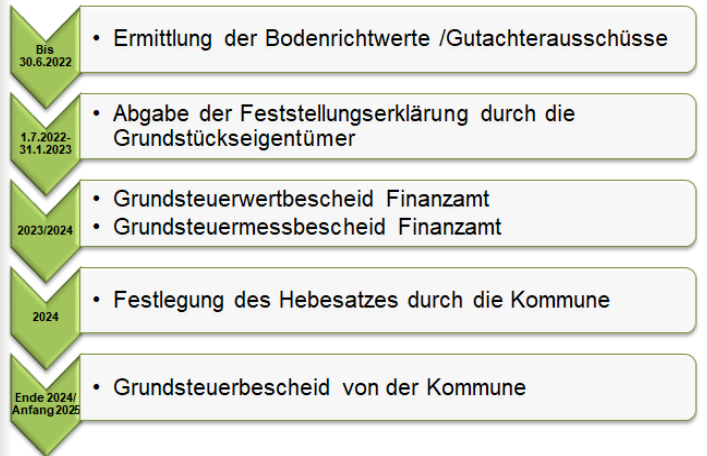 Bis
30.6.2022
• Ermittlung der Bodenrichtwerte /Gutachterausschüsse
1.7.2022-
31.1.2023
• Abgabe der Feststellungserklärung durch die
Grundstückseigentümer
2023/2024
• Grundsteuerwertbescheid Finanzamt
• Grundsteuermessbescheid Finanzamt
2024
• Festlegung des Hebesatzes durch die Kommune
Ende 2024/
Anfang 2025
• Grundsteuerbescheid von der Kommune